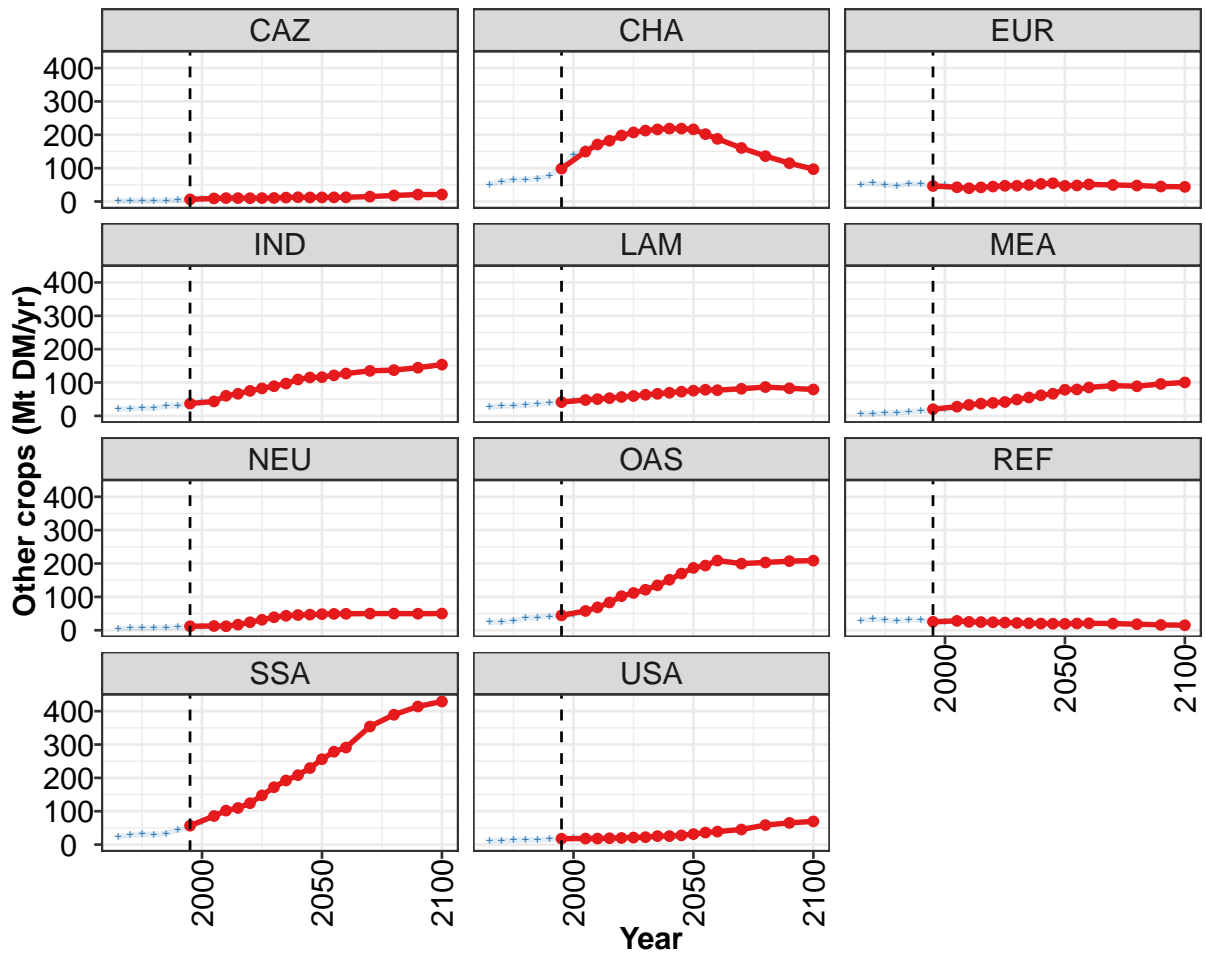 CAZ CHA EUR
400
300
200
100
0
IND LAM MEA
400
300
200
100
0
NEU OAS REF
400
300
200
100
0
2000 2050 2100
SSA USA
400
300
200
100
0
2000 2050 2100 2000 2050 2100
Year
Other crops (Mt DM/yr)